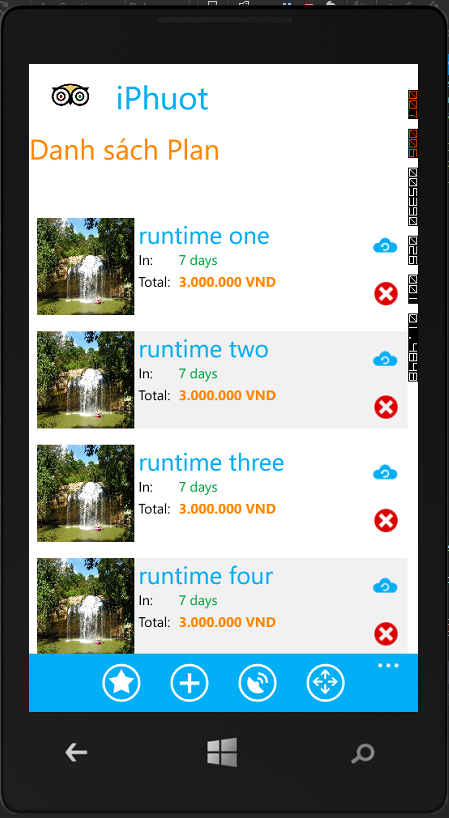 iPhuot
Danh sách Plan
runtime one
In: 7 days
Total: 3.000.000 VND
runtime two
In: 7 days
Total: 3.000.000 VND
runtime three
In: 7 days
Total: 3.000.000 VND
runtime four
In: 7 days
Total: 3.000.000 VND